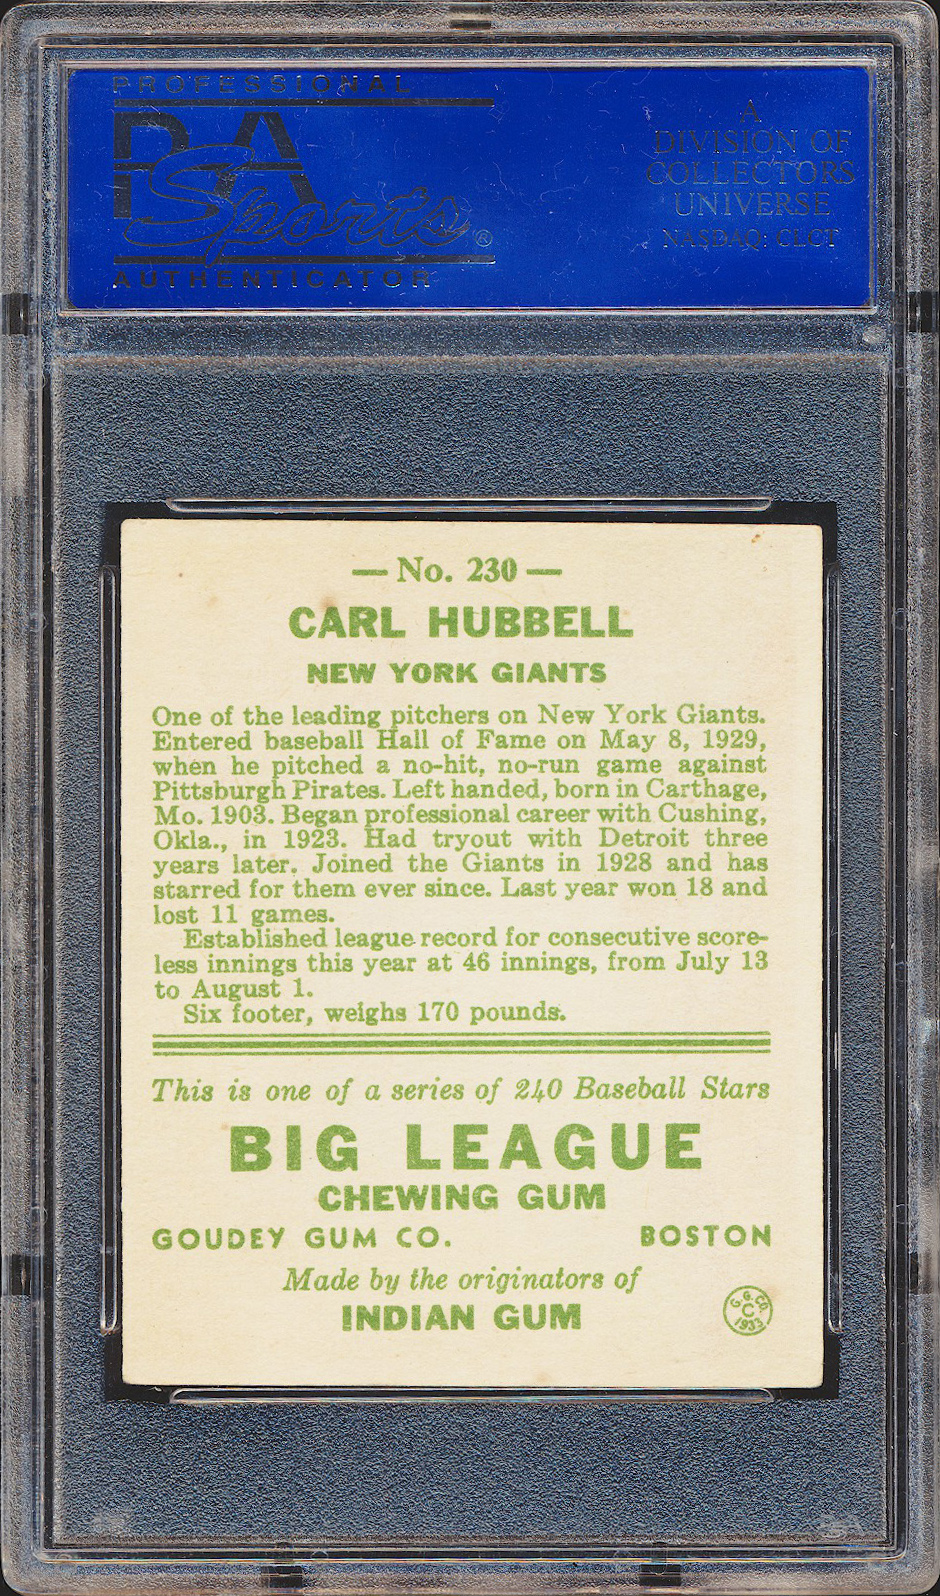 PROFESSIONAL
PSA
Sports®
AUTHENTICATOR
A
DIVISION OF
COLLECTORS
UNIVERSE
NASDAQ: CLCT
— No. 230 —
CARL HUBBELL
NEW YORK GIANTS
One of the leading pitchers on New York Giants.
Entered baseball Hall of Fame on May 8, 1929,
when he pitched a no-hit, no-run game against
Pittsburgh Pirates. Left handed, born in Carthage,
Mo. 1903. Began professional career with Cushing,
Okla., in 1923. Had tryout with Detroit three
years later. Joined the Giants in 1928 and has
starred for them ever since. Last year won 18 and
lost 11 games.
Established league record for consecutive score-
less innings this year at 46 innings, from July 13
to August 1.
Six footer, weighs 170 pounds.
This is one of a series of 240 Baseball Stars
BIG LEAGUE
CHEWING GUM
GOUDEY GUM CO. BOSTON
Made by the originators of
INDIAN GUM
G. G. CO.
C
1933